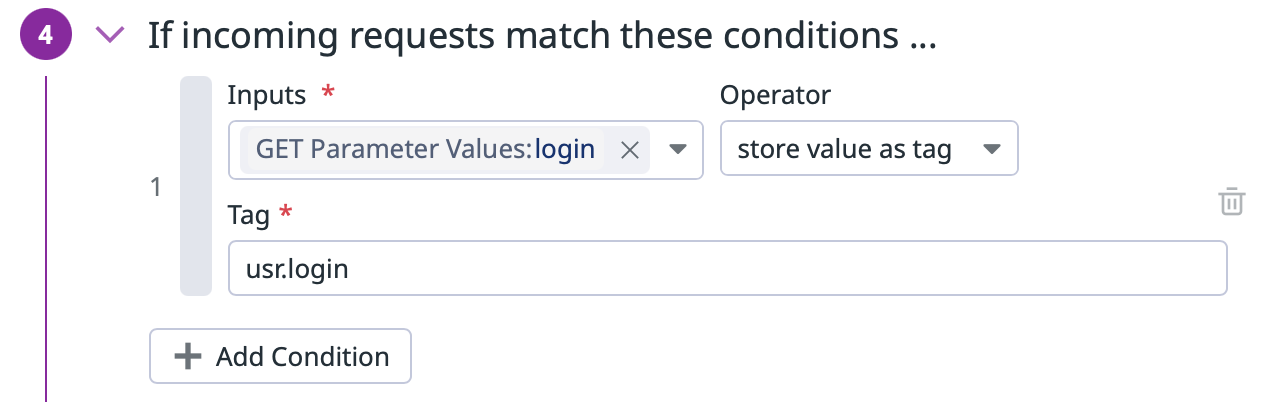 4 If incoming requests match these conditions ...
Inputs * Operator
GET Parameter Values:login store value as tag
1
Tag *
usr.login
Add Condition